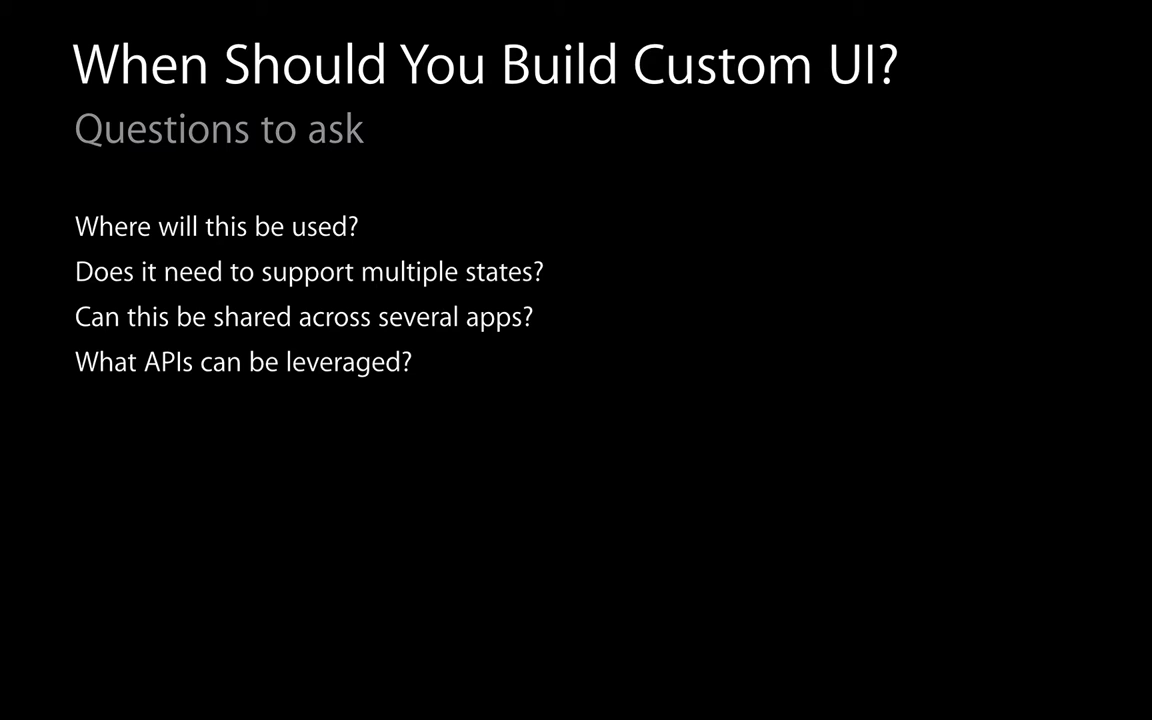 When Should You Build Custom UI?
Questions to ask
Where will this be used?
Does it need to support multiple states?
Can this be shared across several apps?
What APIs can be leveraged?